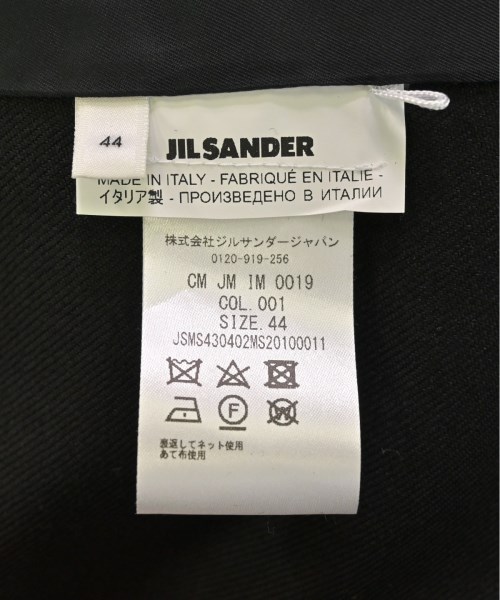 44
JIL SANDER
MADE IN ITALY - FABRIQUÉ EN ITALIE -
イタリア製 - ПРОИЗВЕДЕНО В ИТАЛИИ
株式会社ジルサンダージャパン
0120-919-256
CM JM IM 0019
COL. 001
SIZE. 44
JSMS430402MS20100011
F
W
裏返してネット使用
あて布使用